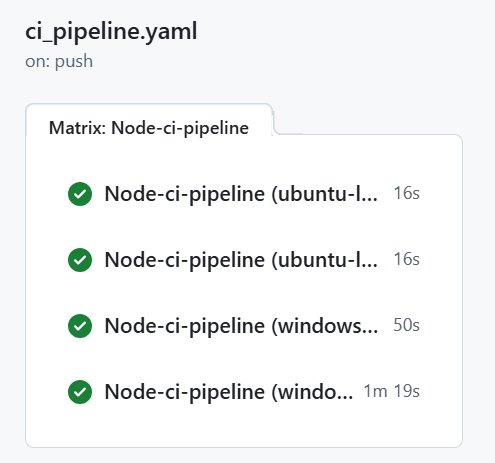 ci_pipeline.yaml
on: push
Matrix: Node-ci-pipeline
Node-ci-pipeline (ubuntu-l... 16s
Node-ci-pipeline (ubuntu-l... 16s
Node-ci-pipeline (windows... 50s
Node-ci-pipeline (windo... 1m 19s